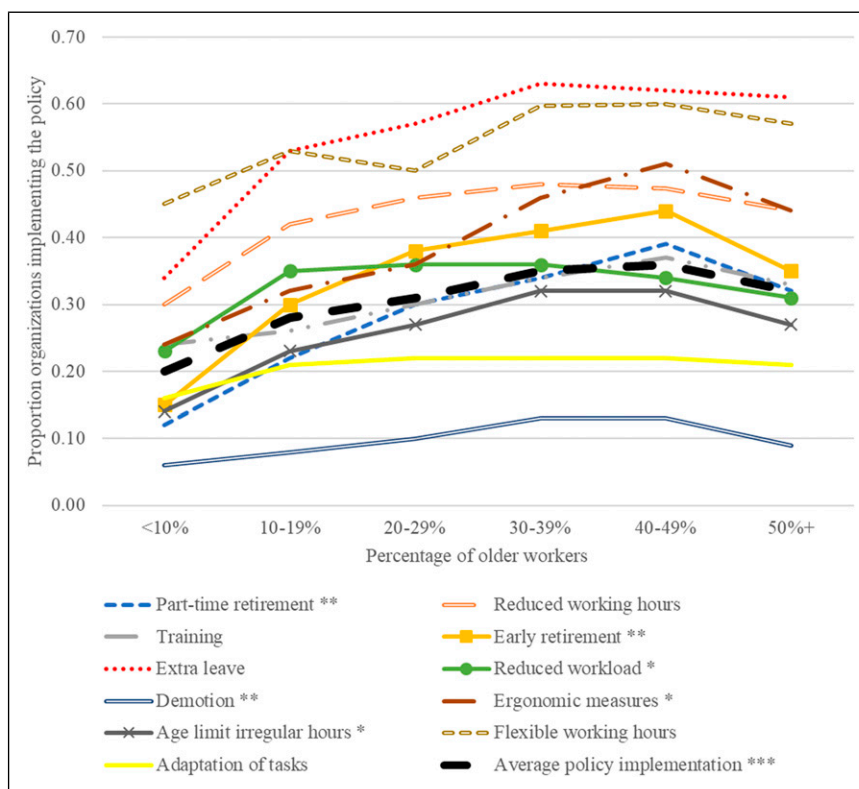 0.70
0.60
0.50
0.40
0.30
0.20
0.10
0.00
Proportion organizations implementing the policy
<10% 10-19% 20-29% 30-39% 40-49% 50%+
Percentage of older workers
Part-time retirement ** Reduced working hours
Training Early retirement **
Extra leave Reduced workload *
Demotion ** Ergonomic measures *
Age limit irregular hours * Flexible working hours
Adaptation of tasks Average policy implementation ***